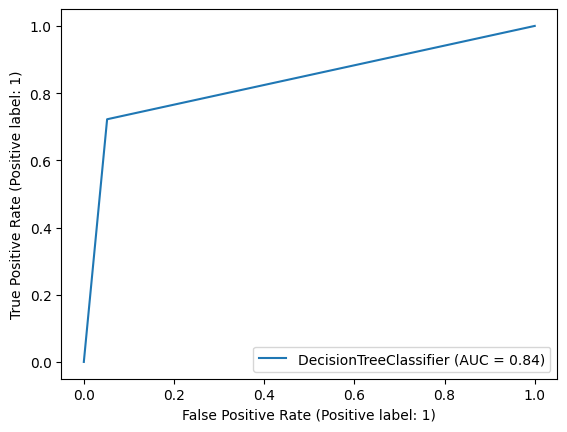 True Positive Rate (Positive label: 1)
1.0
0.8
0.6
0.4
0.2
0.0
DecisionTreeClassifier (AUC = 0.84)
0.0 0.2 0.4 0.6 0.8 1.0
False Positive Rate (Positive label: 1)